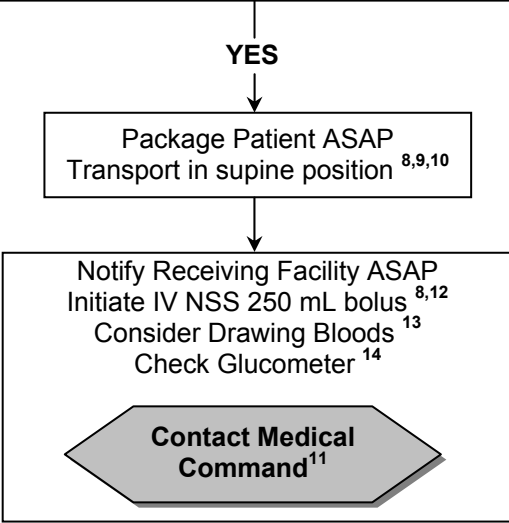 YES
Package Patient ASAP
Transport in supine position 8,9,10
Notify Receiving Facility ASAP
Initiate IV NSS 250 mL bolus 8,12
Consider Drawing Bloods 13
Check Glucometer 14
Contact Medical
Command11